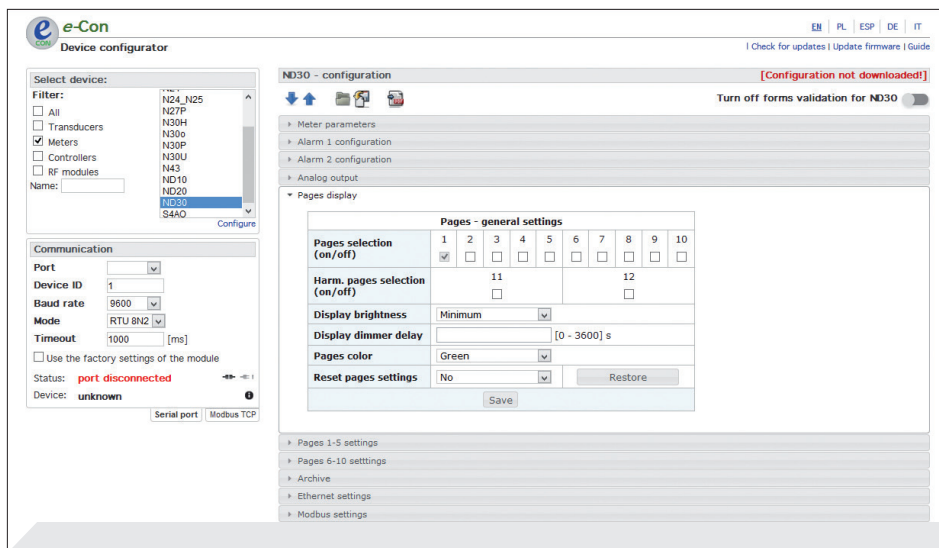 e
CON
e-Con
Device configurator
EN | PL | ESP | DE | IT
| Check for updates | Update firmware | Guide
Select device:
Filter:
All
Transducers
Meters
Controllers
RF modules
Name:
N24_N25
N27P
N30H
N30o
N30P
N30U
N43
ND10
ND20
ND30
S4AO
Configure
Communication
Port
Device ID 1
Baud rate 9600
Mode RTU 8N2
Timeout 1000 [ms]
Use the factory settings of the module
Status: port disconnected
Device: unknown
Serial port Modbus TCP
ND30 - configuration [Configuration not downloaded!]
Turn off forms validation for ND30
Meter parameters
Alarm 1 configuration
Alarm 2 configuration
Analog output
Pages display
Pages - general settings
Pages selection (on/off) 1 2 3 4 5 6 7 8 9 10
Harm. pages selection (on/off) 11 12
Display brightness Minimum
Display dimmer delay [0 - 3600] s
Pages color Green
Reset pages settings No Restore
Save
Pages 1-5 settings
Pages 6-10 setttings
Archive
Ethernet settings
Modbus settings